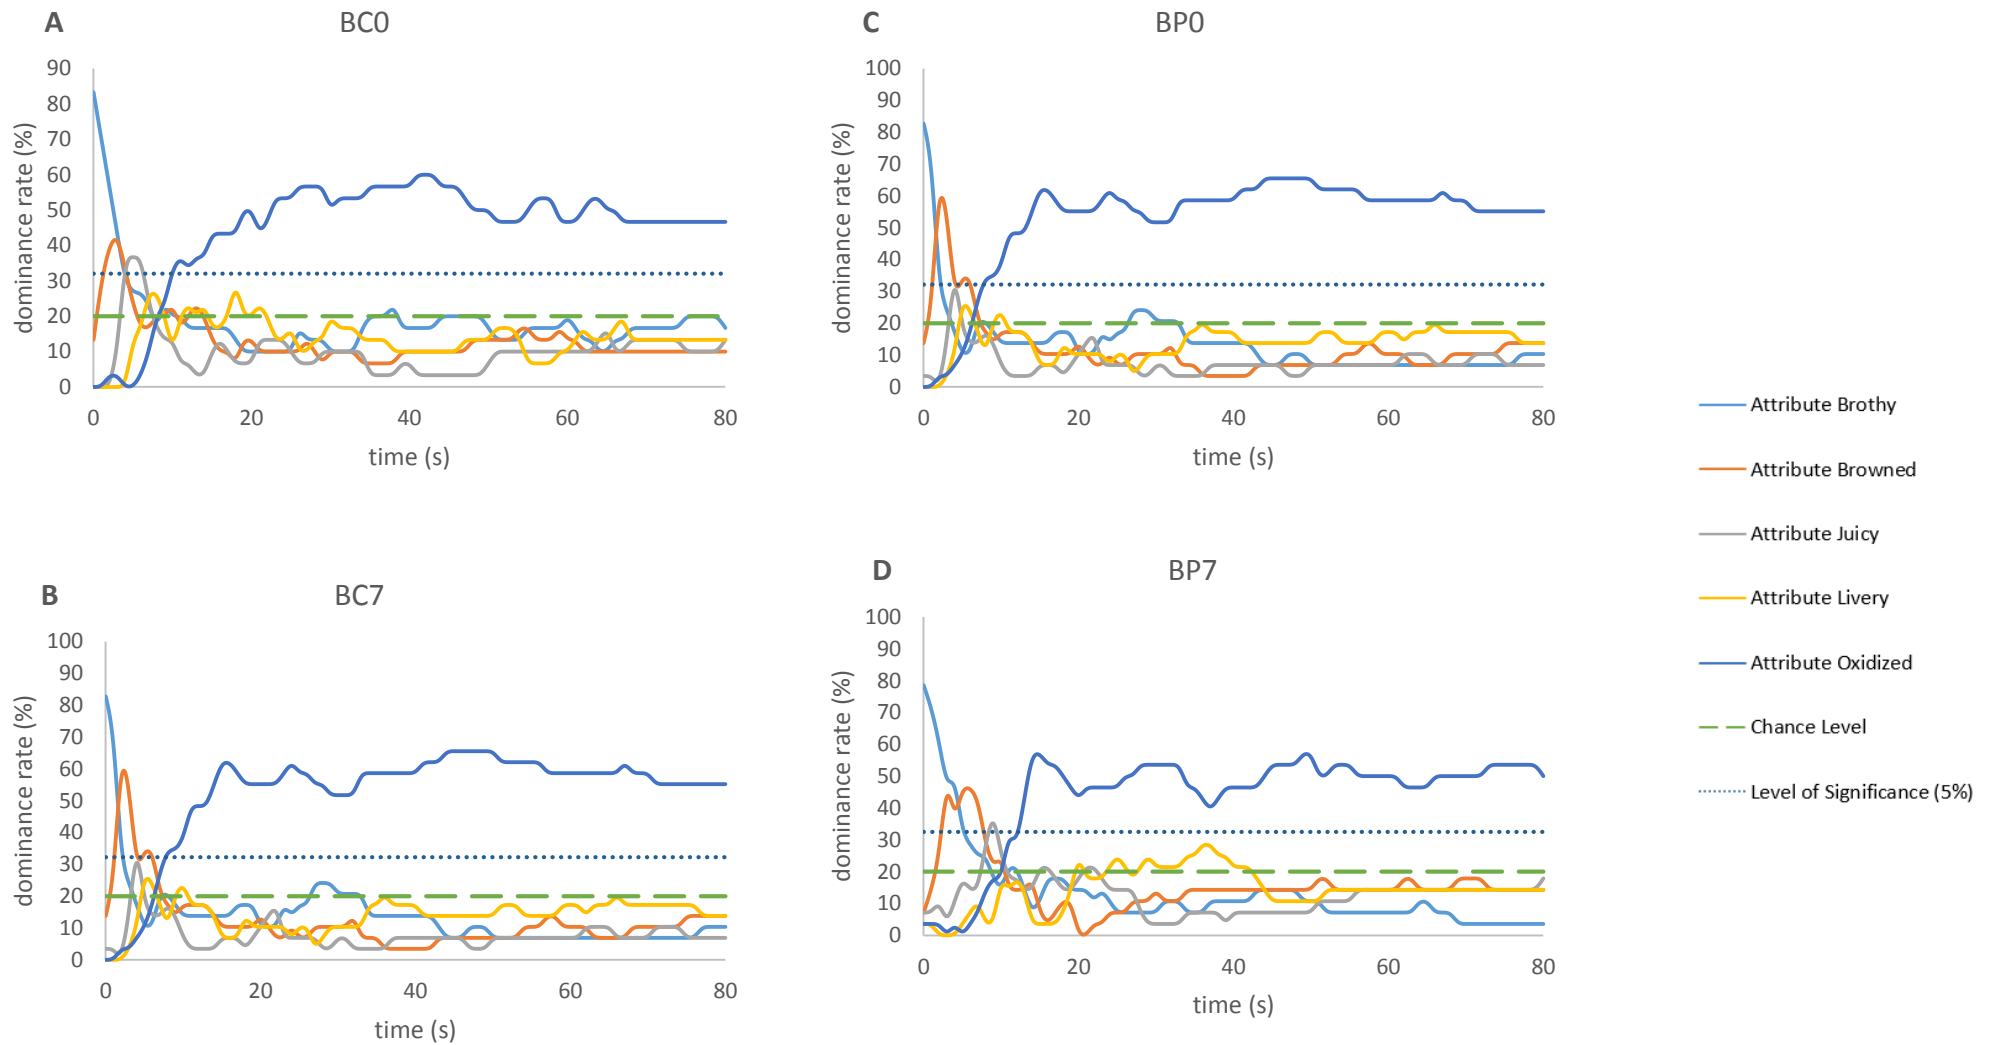 A
BC0
90
80
70
60
50
40
30
20
10
0
dominance rate (%)
0 20 40 60 80
time (s)
C
BP0
100
90
80
70
60
50
40
30
20
10
0
dominance rate (%)
0 20 40 60 80
time (s)
B
BC7
100
90
80
70
60
50
40
30
20
10
0
dominance rate (%)
0 20 40 60 80
time (s)
D
BP7
100
90
80
70
60
50
40
30
20
10
0
dominance rate (%)
0 20 40 60 80
time (s)
Attribute Brothy
Attribute Browned
Attribute Juicy
Attribute Livery
Attribute Oxidized
Chance Level
Level of Significance (5%)